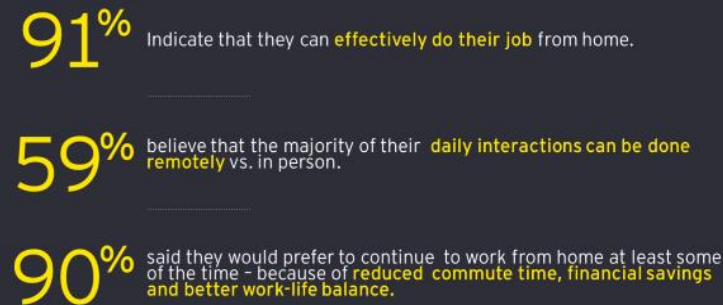 91% Indicate that they can effectively do their job from home.
59% believe that the majority of their daily interactions can be done
remotely vs. in person.
90% said they would prefer to continue to work from home at least some
of the time – because of reduced commute time, financial savings
and better work-life balance.